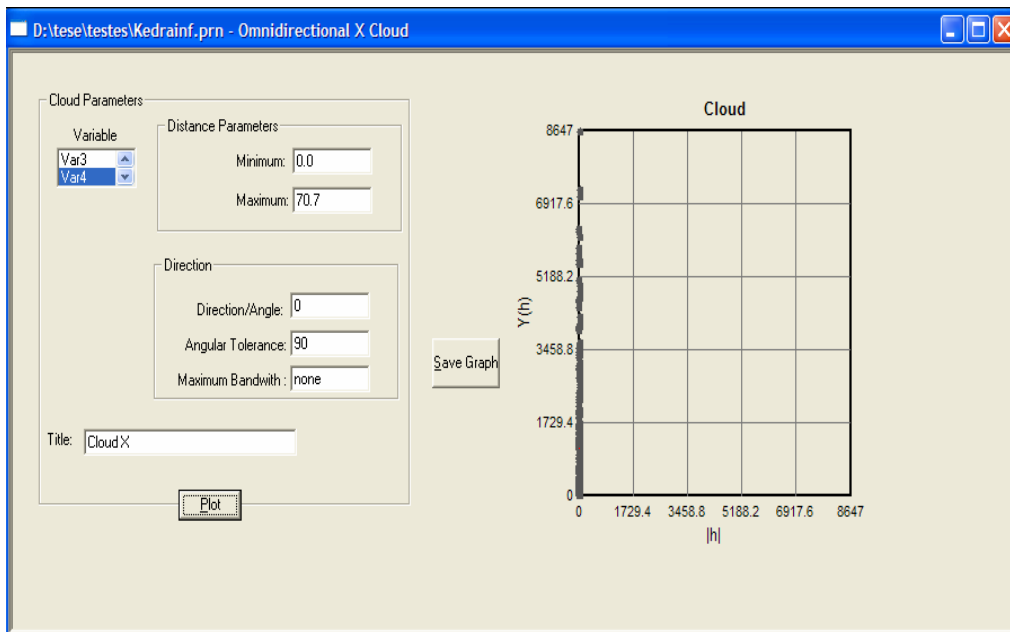 D:\tese\testes\Kedrainf.prn - Omnidirectional X Cloud
Cloud Parameters
Variable
Var3
Var4
Distance Parameters
Minimum: 0.0
Maximum: 70.7
Direction
Direction/Angle: 0
Angular Tolerance: 90
Maximum Bandwith : none
Title: Cloud X
Plot
Save Graph
Cloud
8647
6917.6
5188.2
3458.8
1729.4
0
Y(h)
0 1729.4 3458.8 5188.2 6917.6 8647
|h|